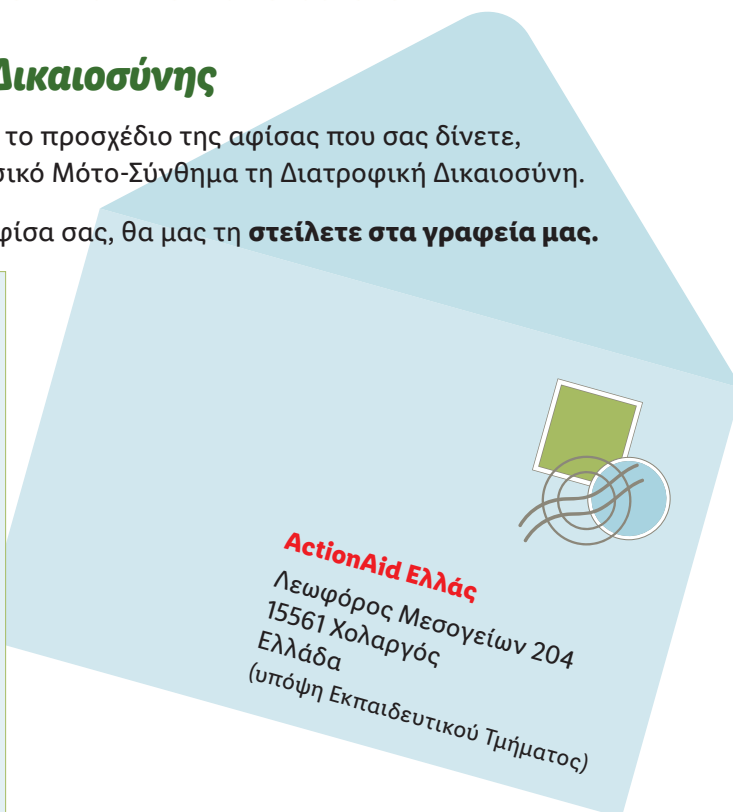 Δικαιοσύνης
το προσχέδιο της αφίσας που σας δίνετε,
σικό Μότο-Σύνθημα τη Διατροφική Δικαιοσύνη.
φίσα σας, θα μας τη στείλετε στα γραφεία μας.
ActionAid Ελλάς
Λεωφόρος Μεσογείων 204
15561 Χολαργός
Ελλάδα
(υπόψη Εκπαιδευτικού Τμήματος)